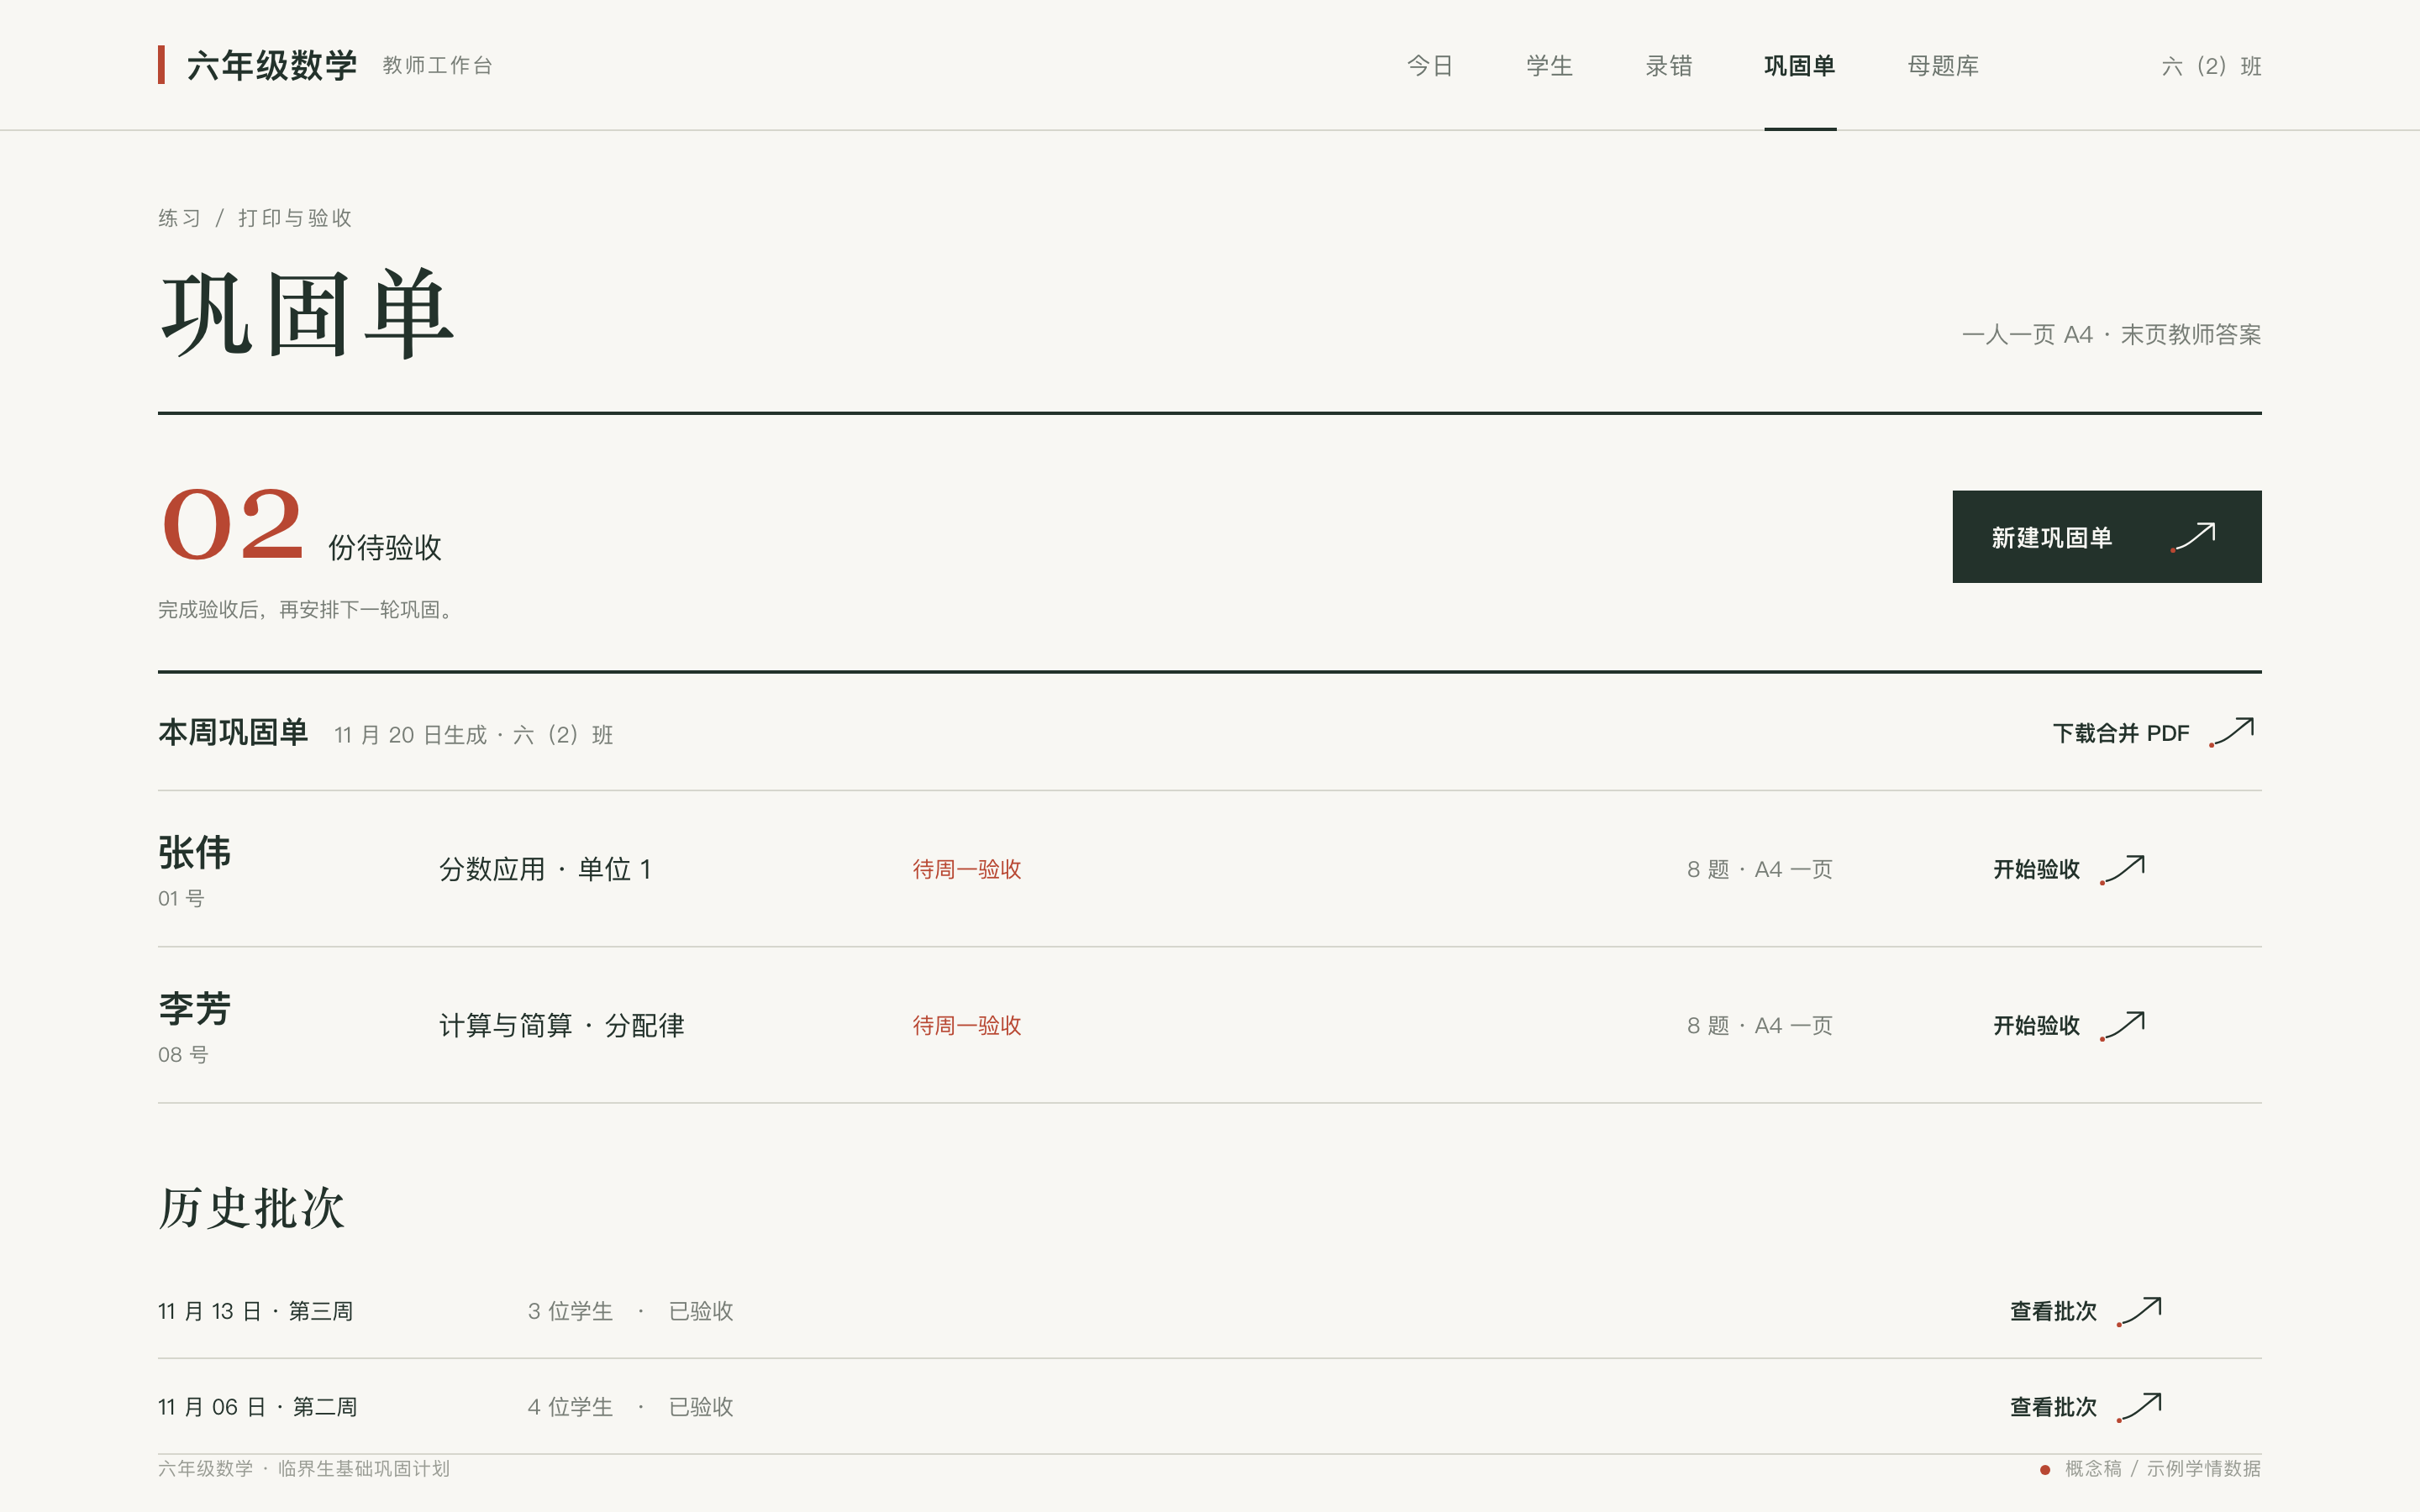 六年级数学 教师工作台 今日 学生 录错 巩固单 母题库 六（2）班
练习 / 打印与验收
巩固单
一人一页 A4 · 末页教师答案
02 份待验收
新建巩固单
完成验收后，再安排下一轮巩固。
本周巩固单 11 月 20 日生成 · 六（2）班 下载合并 PDF
张伟
01 号
分数应用 · 单位 1 待周一验收 8 题 · A4 一页 开始验收
李芳
08 号
计算与简算 · 分配律 待周一验收 8 题 · A4 一页 开始验收
历史批次
11 月 13 日 · 第三周 3 位学生 · 已验收 查看批次
11 月 06 日 · 第二周 4 位学生 · 已验收 查看批次
六年级数学 · 临界生基础巩固计划 概念稿 / 示例学情数据